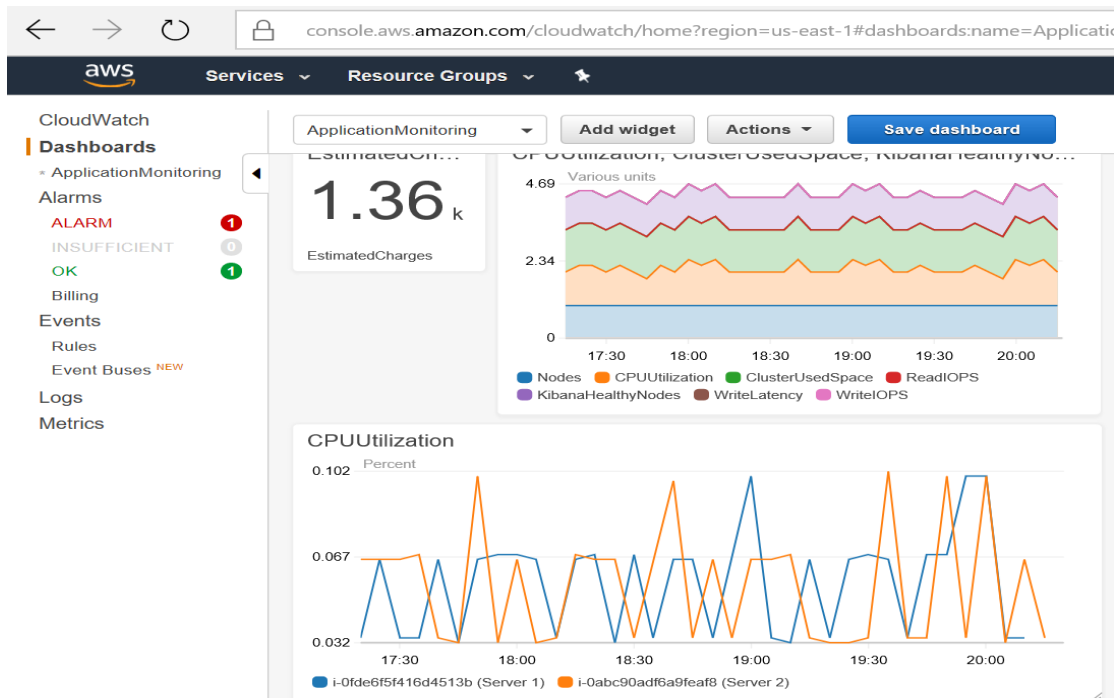 console.aws.amazon.com/cloudwatch/home?region=us-east-1#dashboards:name=Applicatio
aws Services Resource Groups
CloudWatch
Dashboards
ApplicationMonitoring
Alarms
ALARM 1
INSUFFICIENT 0
OK 1
Billing
Events
Rules
Event Buses NEW
Logs
Metrics
ApplicationMonitoring Add widget Actions Save dashboard
EstimatedCh...
1.36 k
EstimatedCharges
CPUUtilization, ClusterUsedSpace, KibanaHealthyNo...
Various units
4.69
2.34
0
17:30 18:00 18:30 19:00 19:30 20:00
Nodes CPUUtilization ClusterUsedSpace ReadIOPS
KibanaHealthyNodes WriteLatency WriteIOPS
CPUUtilization
Percent
0.102
0.067
0.032
17:30 18:00 18:30 19:00 19:30 20:00
i-0fde6f5f416d4513b (Server 1) i-0abc90adf6a9feaf8 (Server 2)